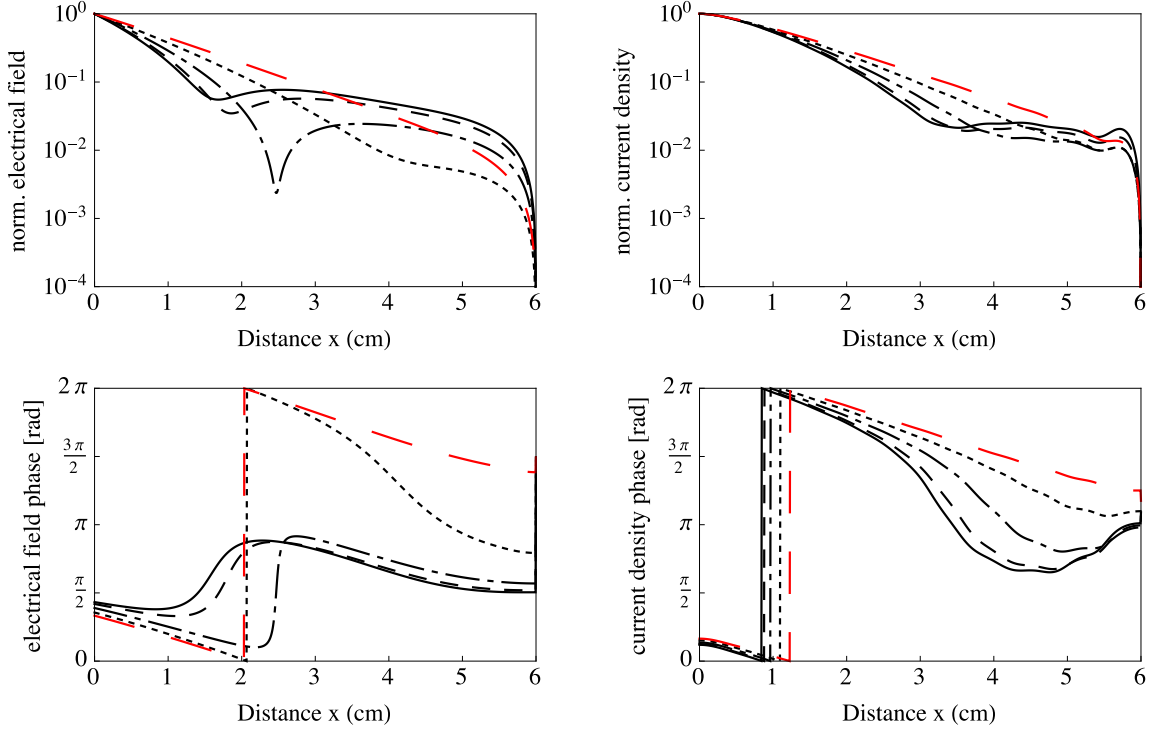 norm. electrical field
10^0
10^-1
10^-2
10^-3
10^-4
0 1 2 3 4 5 6
Distance x (cm)
norm. current density
10^0
10^-1
10^-2
10^-3
10^-4
0 1 2 3 4 5 6
Distance x (cm)
electrical field phase [rad]
2 π
3 π/2
π
π/2
0
0 1 2 3 4 5 6
Distance x (cm)
current density phase [rad]
2 π
3 π/2
π
π/2
0
0 1 2 3 4 5 6
Distance x (cm)